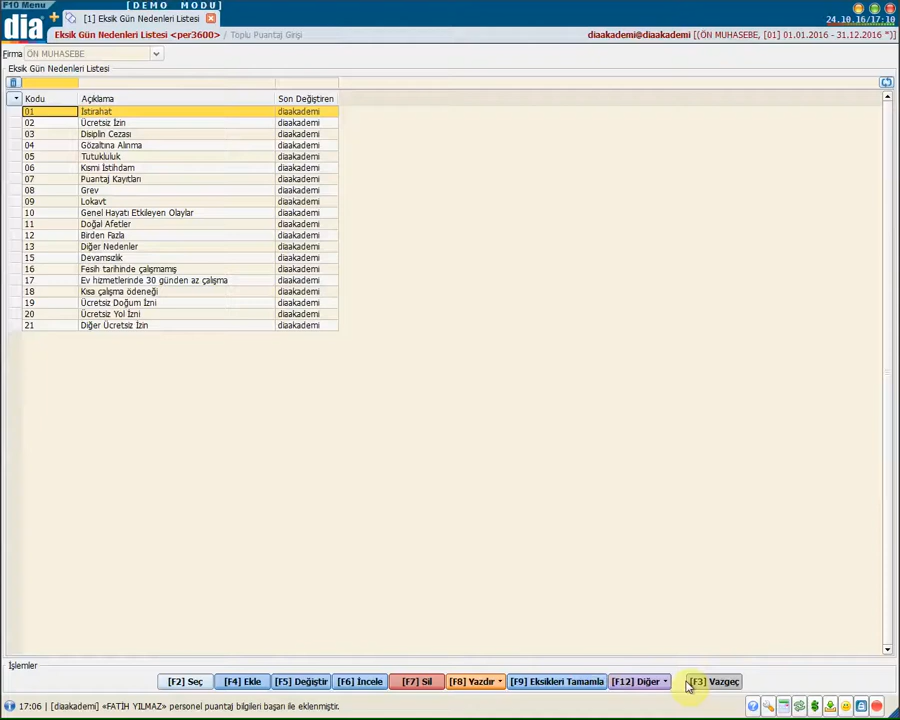 F10 Menu
[DEMO MODU]
dia
[1] Eksik Gün Nedenleri Listesi
24.10.16/17:10
Eksik Gün Nedenleri Listesi <per3600> / Toplu Puantaj Girişi
diaakademi@diaakademi [(ÖN MUHASEBE, [01] 01.01.2016 - 31.12.2016 ")]
Firma ÖN MUHASEBE
Eksik Gün Nedenleri Listesi
Kodu Açıklama Son Değiştiren
01 İstirahat diaakademi
02 Ücretsiz İzin diaakademi
03 Disiplin Cezası diaakademi
04 Gözaltına Alınma diaakademi
05 Tutukluluk diaakademi
06 Kısmi İstihdam diaakademi
07 Puantaj Kayıtları diaakademi
08 Grev diaakademi
09 Lokavt diaakademi
10 Genel Hayatı Etkileyen Olaylar diaakademi
11 Doğal Afetler diaakademi
12 Birden Fazla diaakademi
13 Diğer Nedenler diaakademi
15 Devamsızlık diaakademi
16 Fesih tarihinde çalışmamış diaakademi
17 Ev hizmetlerinde 30 günden az çalışma diaakademi
18 Kısa çalışma ödeneği diaakademi
19 Ücretsiz Doğum İzni diaakademi
20 Ücretsiz Yol İzni diaakademi
21 Diğer Ücretsiz İzin diaakademi
İşlemler
[F2] Seç [F4] Ekle [F5] Değiştir [F6] İncele [F7] Sil [F8] Yazdır [F9] Eksikleri Tamamla [F12] Diğer [F3] Vazgeç
17:06 | [diaakademi] «FATİH YILMAZ» personel puantaj bilgileri başarı ile eklenmiştir.